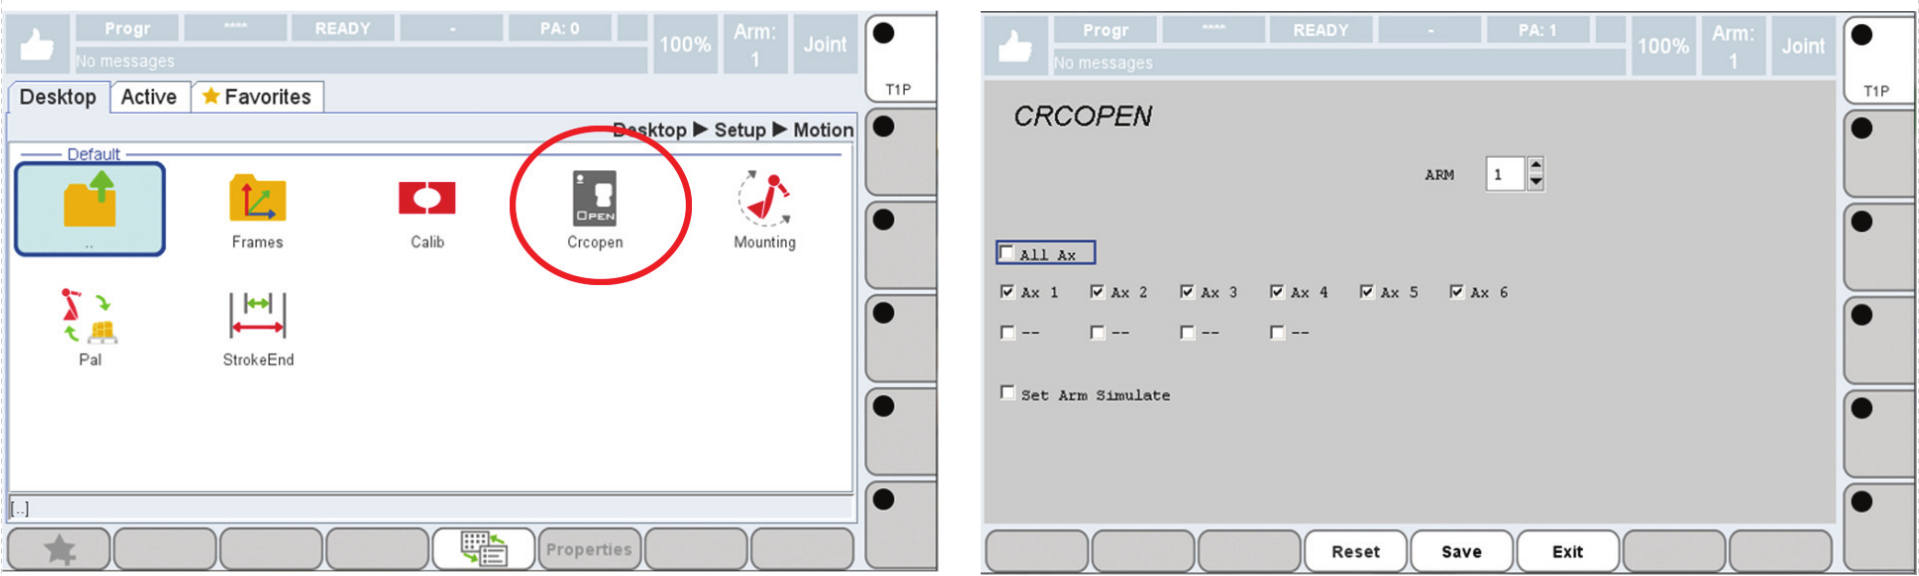 Progr **** READY - PA: 0 100% Arm: 1 Joint
No messages
T1P
Desktop Active Favorites
Desktop ▶ Setup ▶ Motion
Default
OPEN
.. Frames Calib Crcopen Mounting
Pal StrokeEnd
[..]
Properties
Progr **** READY - PA: 1 100% Arm: 1 Joint
No messages
T1P
CRCOPEN
ARM 1
All Ax
Ax 1 Ax 2 Ax 3 Ax 4 Ax 5 Ax 6
-- -- -- --
Set Arm Simulate
Reset Save Exit